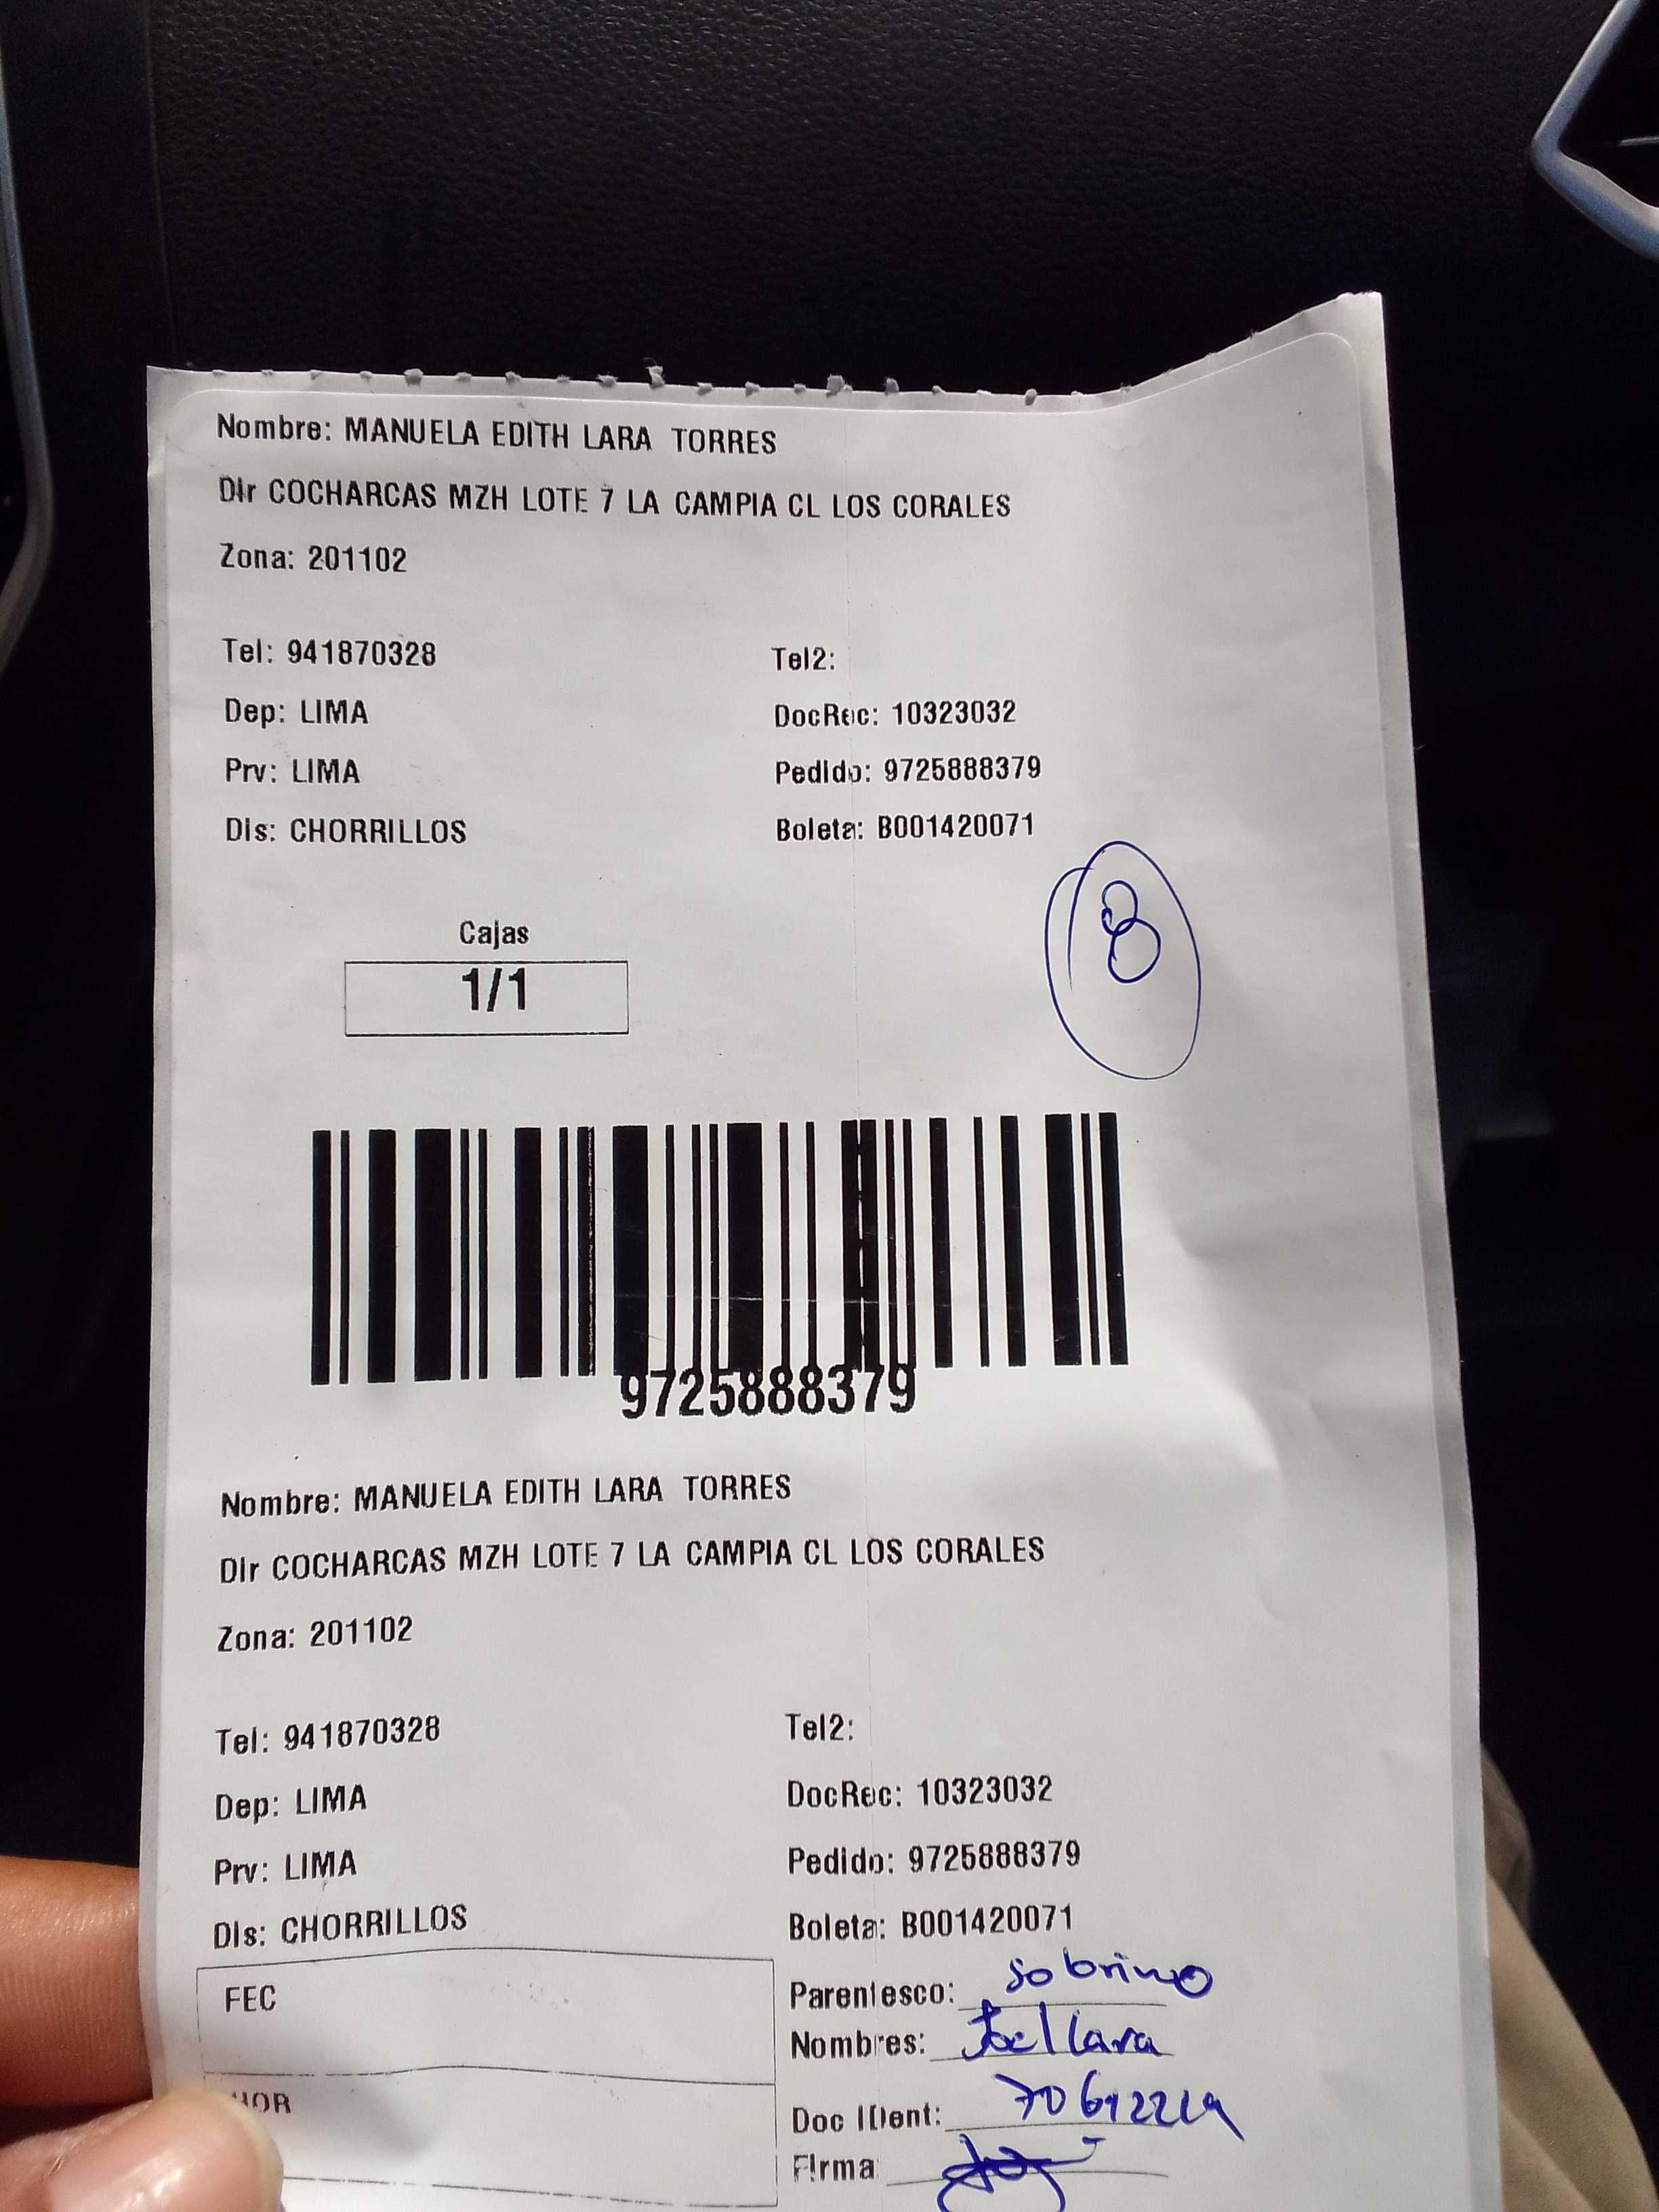 Nombre: MANUELA EDITH LARA TORRES
Dir COCHARCAS MZH LOTE 7 LA CAMPIA CL LOS CORALES
Zona: 201102
Tel: 941870328 Tel2:
Dep: LIMA DocRec: 10323032
Prv: LIMA Pedido: 9725888379
Dis: CHORRILLOS Boleta: B001420071
Cajas
1/1
8
9725888379
Nombre: MANUELA EDITH LARA TORRES
Dir COCHARCAS MZH LOTE 7 LA CAMPIA CL LOS CORALES
Zona: 201102
Tel: 941870328 Tel2:
Dep: LIMA DocRec: 10323032
Prv: LIMA Pedido: 9725888379
Dis: CHORRILLOS Boleta: B001420071
FEC Parentesco: sobrino
Nombres: Joel Lara
HOR Doc IDent:
Firma